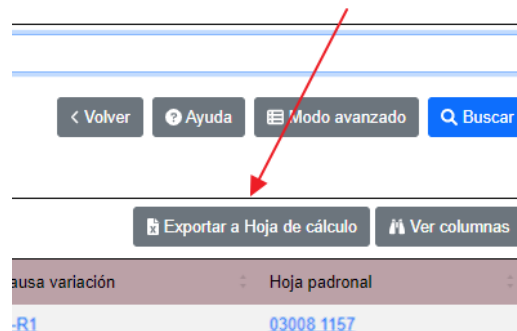 Volver Ayuda Modo avanzado Buscar
Exportar a Hoja de cálculo Ver columnas
ausa variación Hoja padronal
-R1 03008 1157